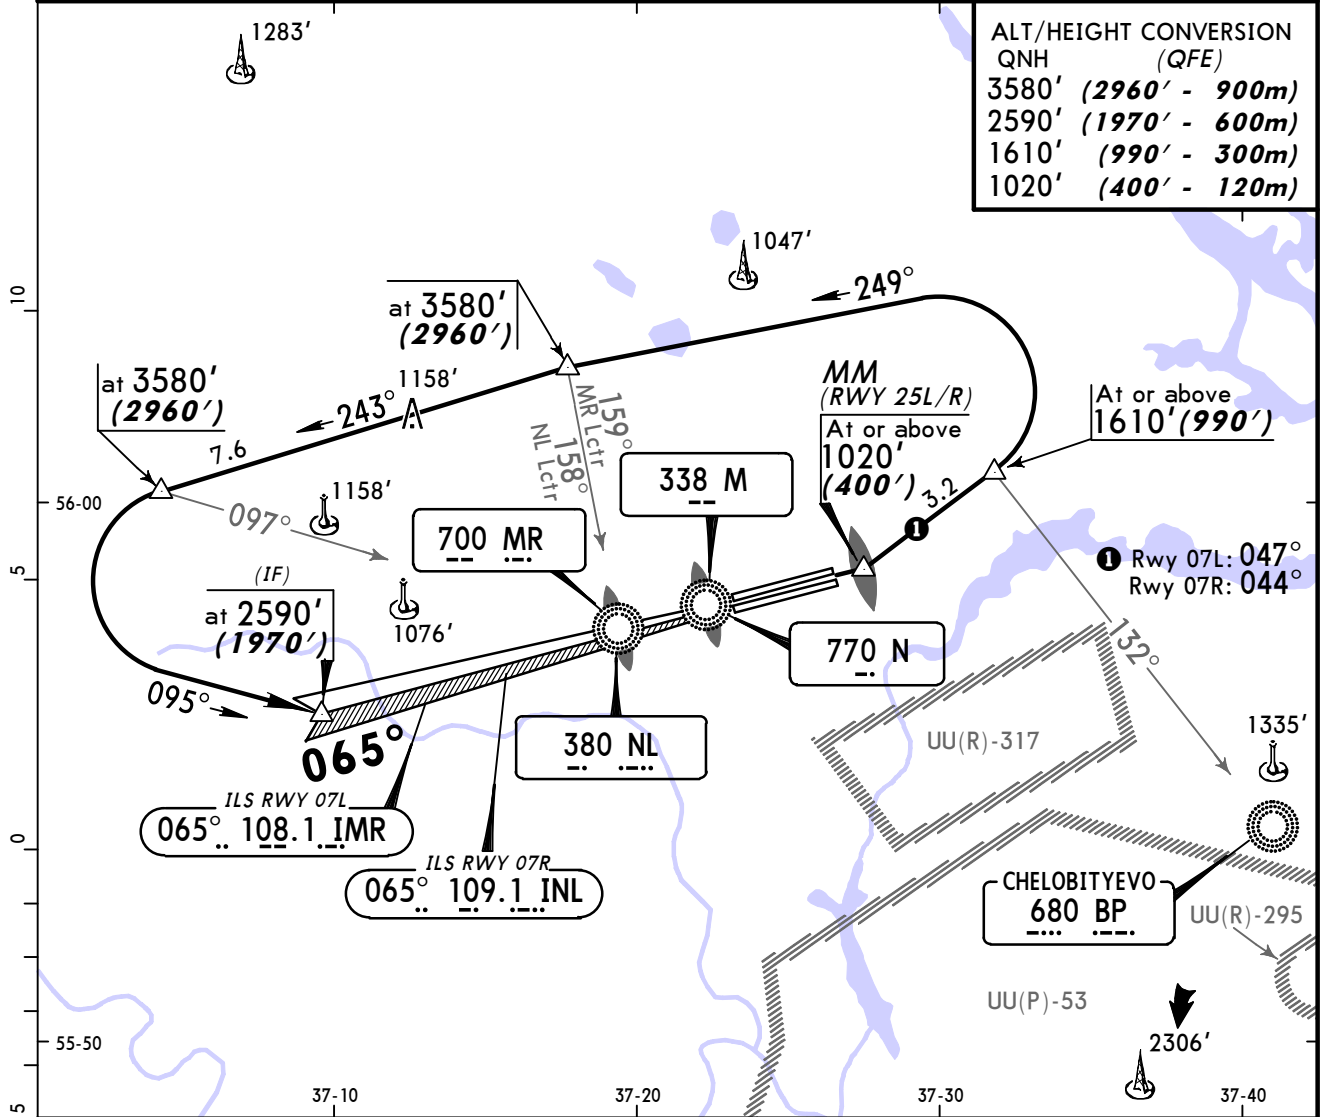 1283'
ALT/HEIGHT CONVERSION
QNH (QFE)
3580' (2960' - 900m)
2590' (1970' - 600m)
1610' (990' - 300m)
1020' (400' - 120m)
1047'
10
249°
at 3580'
(2960')
at 3580'
(2960')
1158'
243°
7.6
MM
(RWY 25L/R)
At or above
1020'
(400')
At or above
1610' (990')
159°
MR Lctr
158°
NL Lctr
338 M
3.2
1158'
56-00
097°
700 MR
1
1 Rwy 07L: 047°
Rwy 07R: 044°
5
(IF)
at 2590'
(1970')
1076'
770 N
132°
095°
065°
380 NL
UU(R)-317
1335'
ILS RWY 07L
065° 108.1 IMR
ILS RWY 07R
065° 109.1 INL
0
CHELOBITYEVO
680 BP
UU(R)-295
UU(P)-53
55-50
2306'
5
37-10
37-20
37-30
37-40